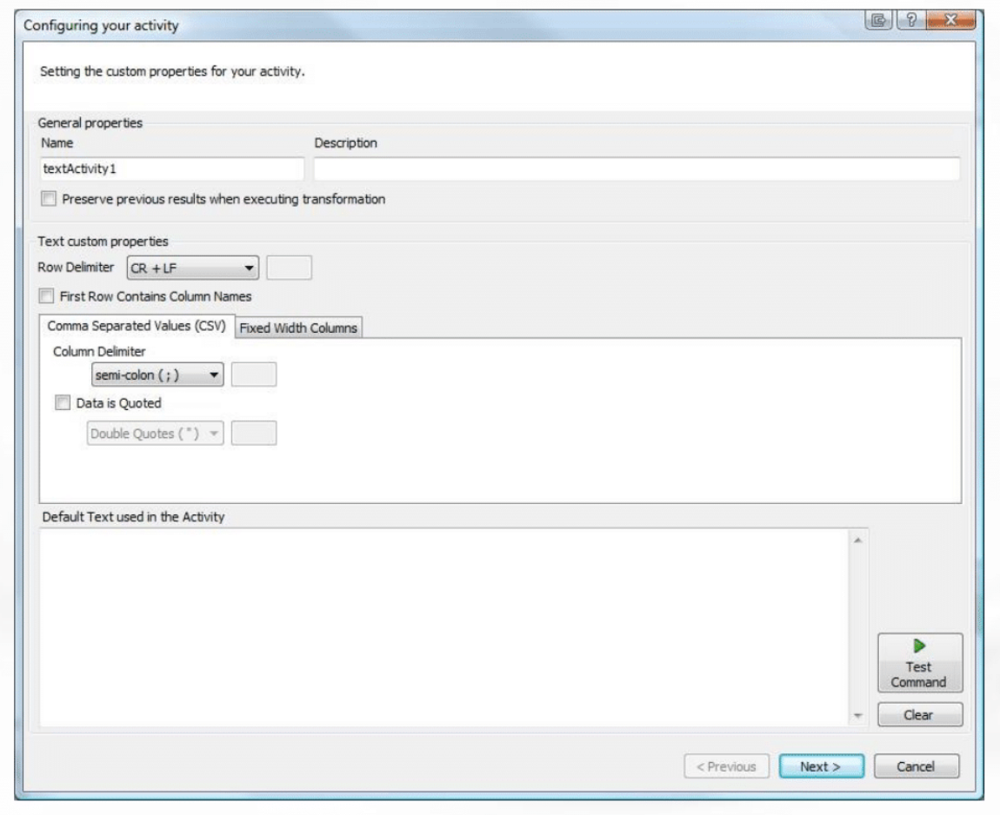 Configuring your activity
Setting the custom properties for your activity.
General properties
Name Description
textActivity1
Preserve previous results when executing transformation
Text custom properties
Row Delimiter CR + LF
First Row Contains Column Names
Comma Separated Values (CSV) Fixed Width Columns
Column Delimiter
semi-colon ( ; )
Data is Quoted
Double Quotes ( " )
Default Text used in the Activity
Test
Command
Clear
< Previous Next > Cancel